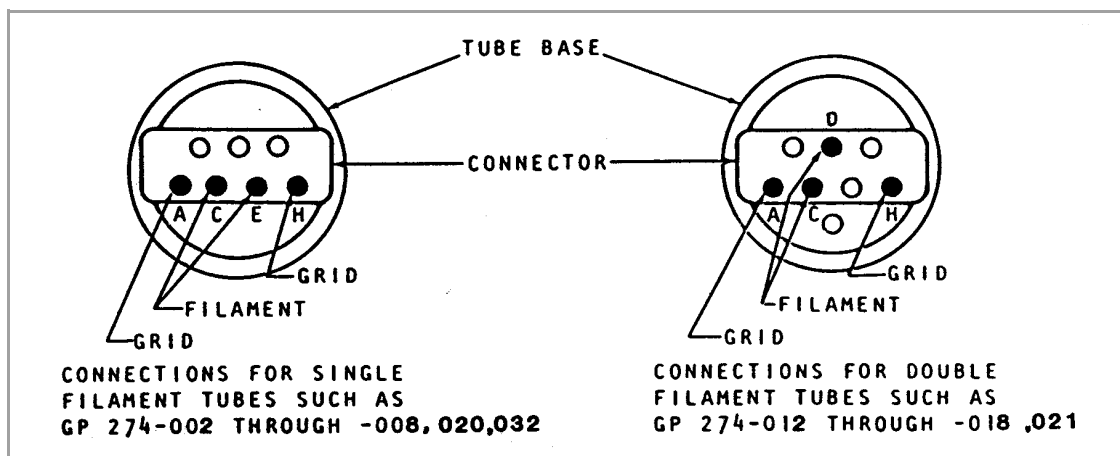 TUBE BASE
CONNECTOR
A C E H
GRID
FILAMENT
GRID
CONNECTIONS FOR SINGLE
FILAMENT TUBES SUCH AS
GP 274-002 THROUGH -008,020,032
D
A C H
GRID
FILAMENT
GRID
CONNECTIONS FOR DOUBLE
FILAMENT TUBES SUCH AS
GP 274-012 THROUGH -018 ,021